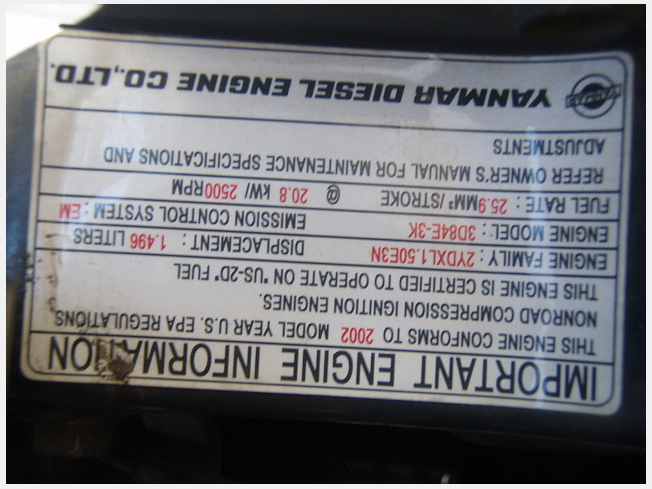 IMPORTANT ENGINE INFORMATION
THIS ENGINE CONFORMS TO 2002 MODEL YEAR U.S. EPA REGULATIONS
NONROAD COMPRESSION IGNITION ENGINES.
THIS ENGINE IS CERTIFIED TO OPERATE ON "US-2D" FUEL
ENGINE FAMILY : 2YDXL1.50E3N DISPLACEMENT : 1.496 LITERS
ENGINE MODEL : 3D84E-3K EMISSION CONTROL SYSTEM : EM
FUEL RATE : 25.9MM³/STROKE @ 20.8 kW/ 2500RPM
REFER OWNER'S MANUAL FOR MAINTENANCE SPECIFICATIONS AND
ADJUSTMENTS
YANMAR YANMAR DIESEL ENGINE CO.,LTD.